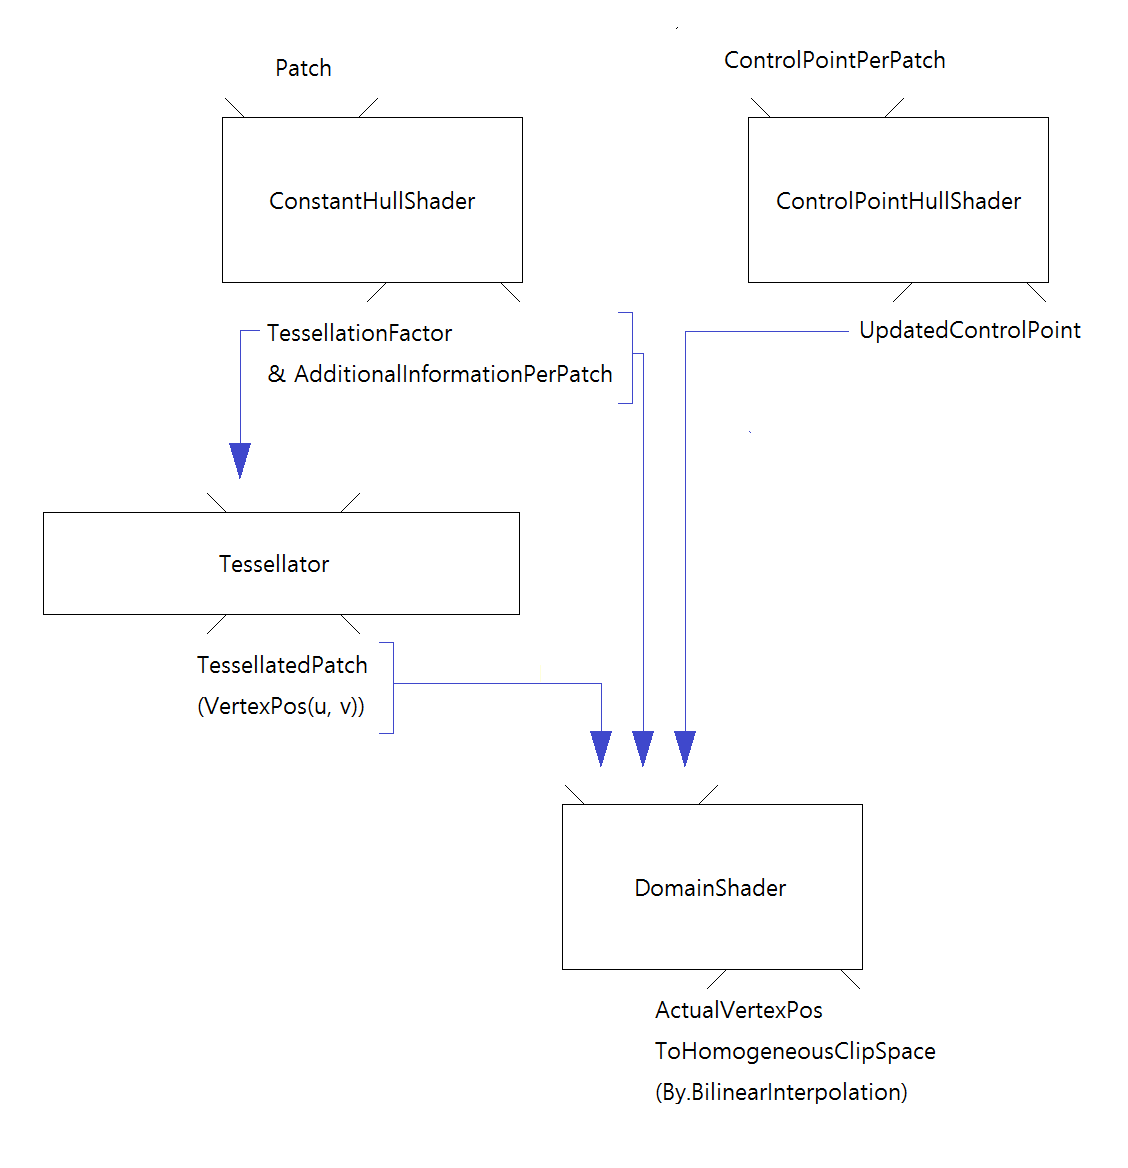 Patch
ControlPointPerPatch
ConstantHullShader
ControlPointHullShader
TessellationFactor
& AdditionalInformationPerPatch
UpdatedControlPoint
Tessellator
TessellatedPatch
(VertexPos(u, v))
DomainShader
ActualVertexPos
ToHomogeneousClipSpace
(By.BilinearInterpolation)